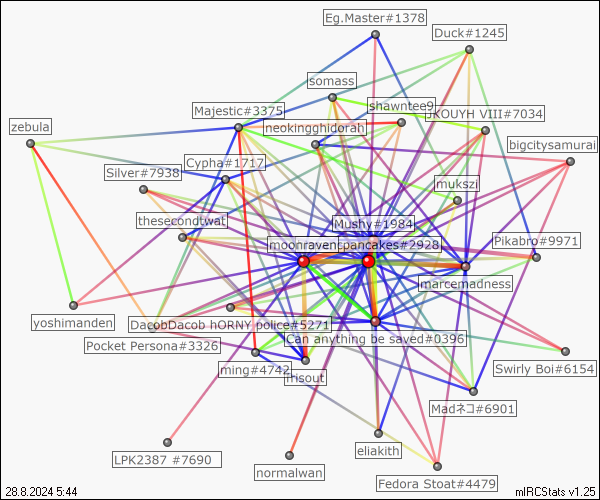 Eg.Master#1378
Duck#1245
somass
shawntee9
Majestic#3375
JKOUYH VIII#7034
zebula
neokingghidorah
bigcitysamurai
Cypha#1717
Silver#7938
mukszi
thesecondtwat
Mushy#1984
Pikabro#9971
moonraven
pancakes#2928
marcemadness
yoshimanden
DacobDacob hORNY police#5271
Pocket Persona#3326
Can anything be saved#0396
ming#4742
frisout
Swirly Boi#6154
Madネコ#6901
eliakith
LPK2387 #7690
normalwan
Fedora Stoat#4479
28.8.2024 5:44
mIRCStats v1.25